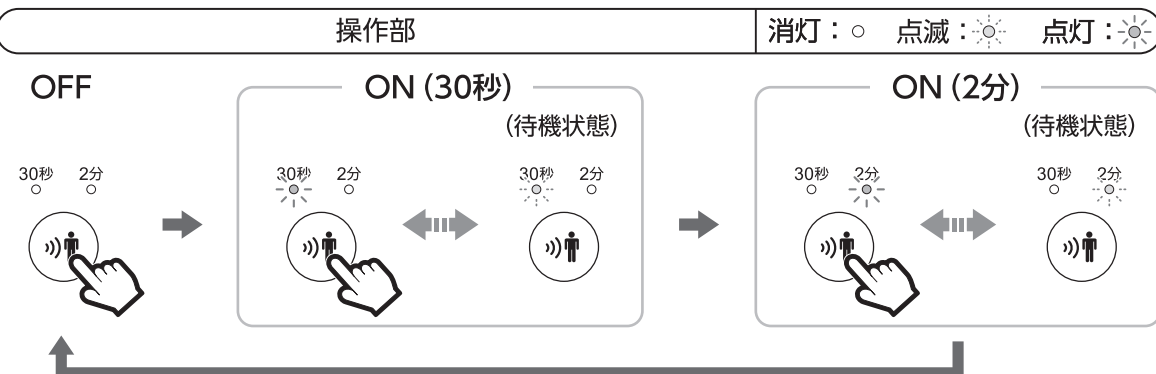 操作部
消灯： 点滅： 点灯：
OFF
ON（30秒）
（待機状態）
30秒 2分
30秒 2分
30秒 2分
ON（2分）
（待機状態）
30秒 2分
30秒 2分